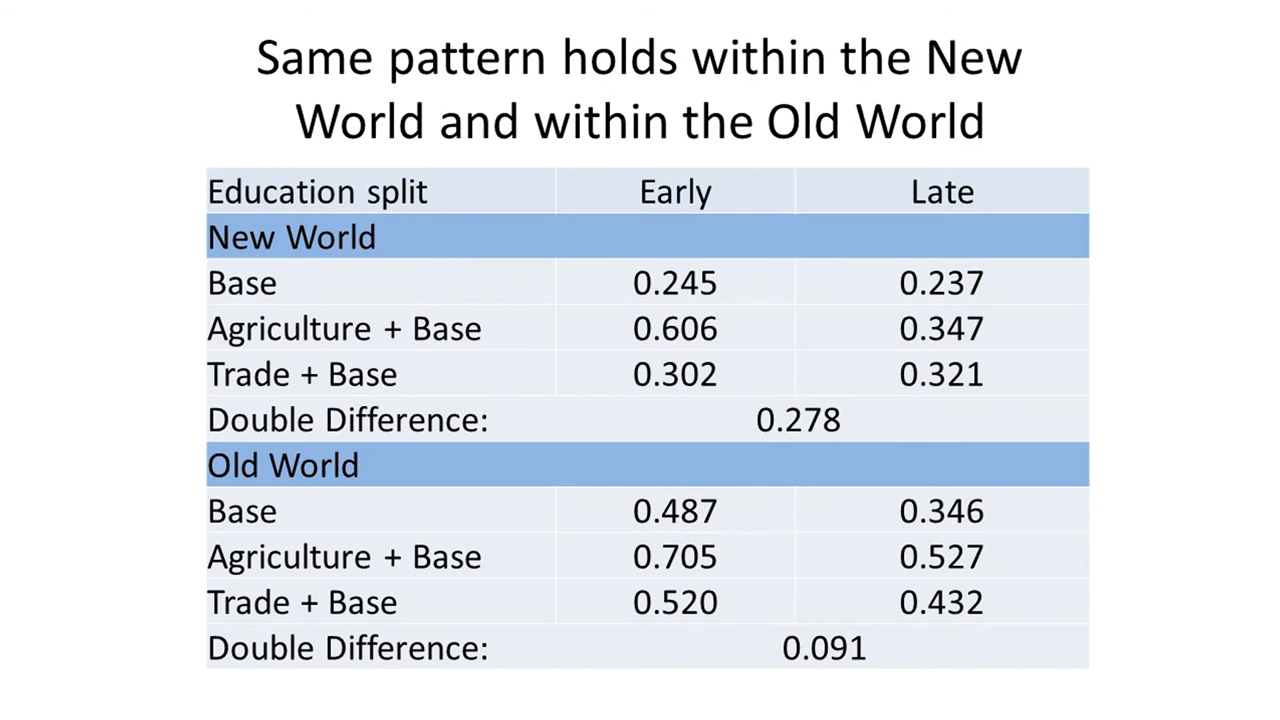 Same pattern holds within the New
World and within the Old World
Education split Early Late
New World
Base 0.245 0.237
Agriculture + Base 0.606 0.347
Trade + Base 0.302 0.321
Double Difference: 0.278
Old World
Base 0.487 0.346
Agriculture + Base 0.705 0.527
Trade + Base 0.520 0.432
Double Difference: 0.091